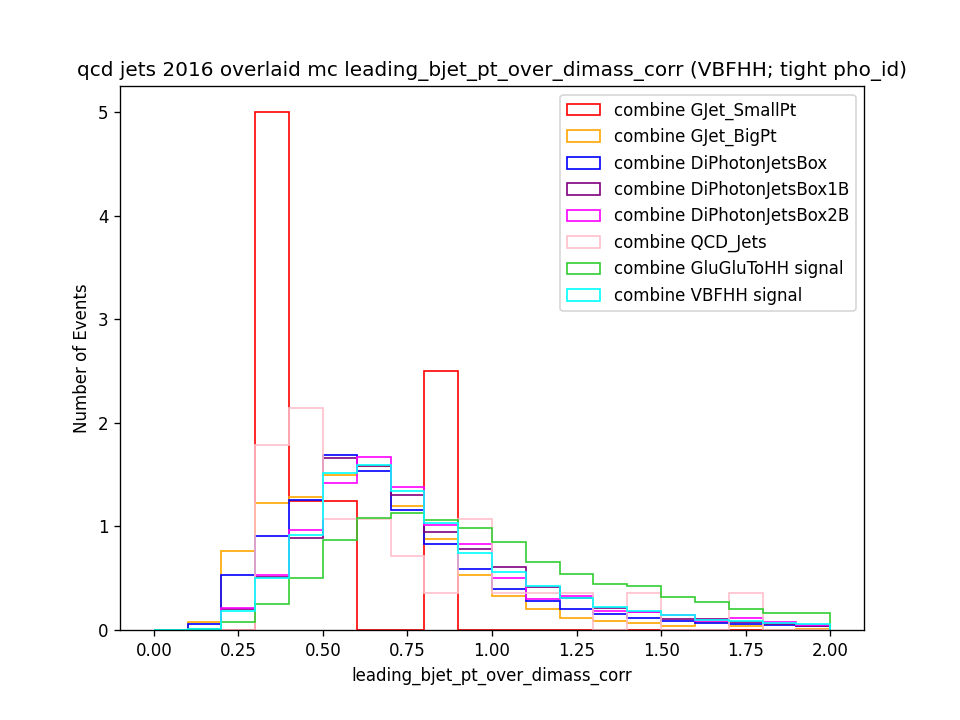 qcd jets 2016 overlaid mc leading_bjet_pt_over_dimass_corr (VBFHH; tight pho_id)
combine GJet_SmallPt
combine GJet_BigPt
combine DiPhotonJetsBox
combine DiPhotonJetsBox1B
combine DiPhotonJetsBox2B
combine QCD_Jets
combine GluGluToHH signal
combine VBFHH signal
Number of Events
5
4
3
2
1
0
0.00 0.25 0.50 0.75 1.00 1.25 1.50 1.75 2.00
leading_bjet_pt_over_dimass_corr